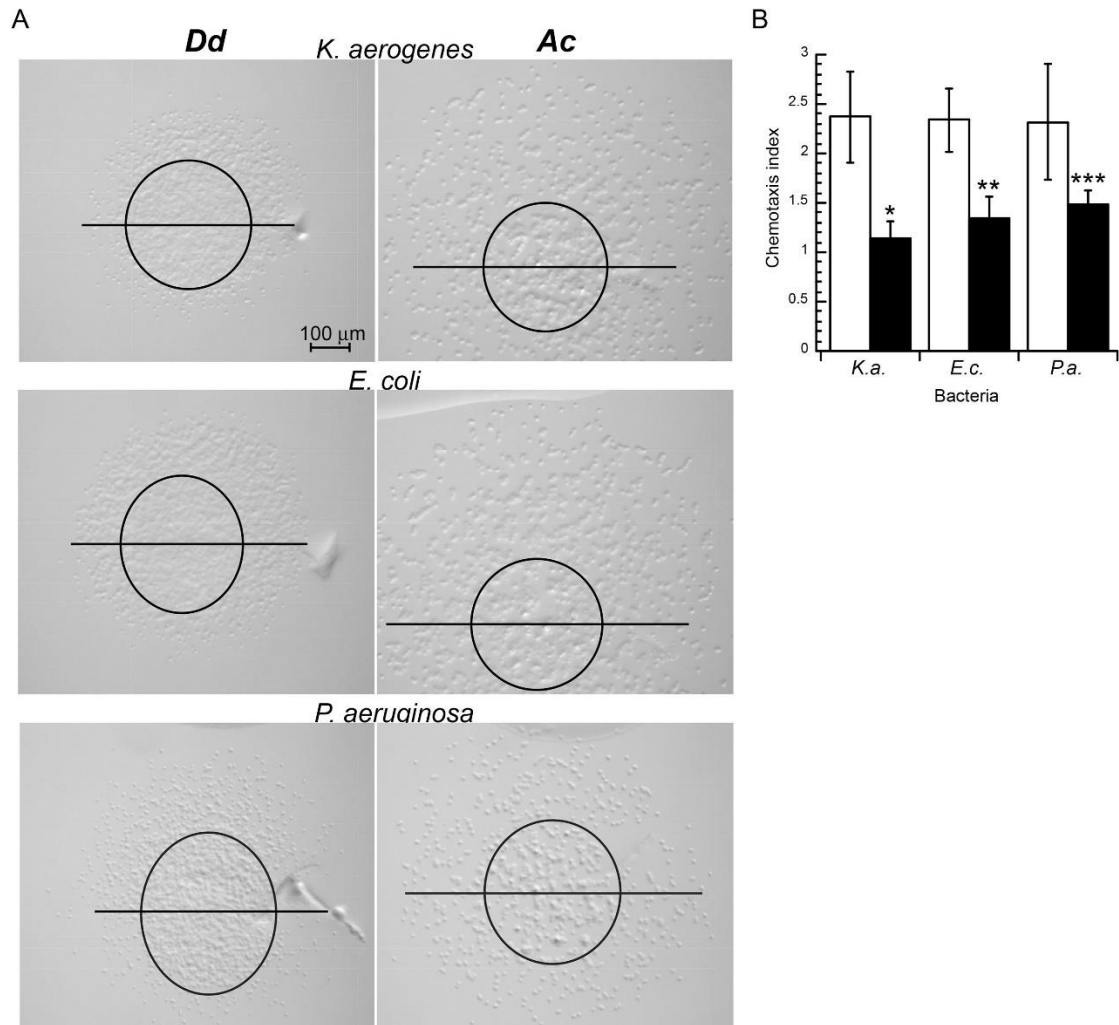 A
Dd
Ac
K. aerogenes
100 μm
E. coli
P. aeruginosa
B
Chemotaxis index
3
2.5
2
1.5
1
0.5
0
*
**
***
K.a.
E.c.
P.a.
Bacteria